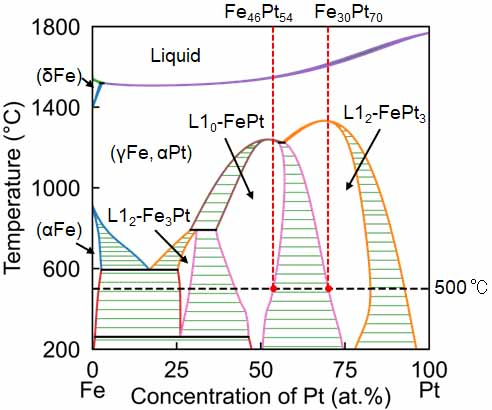 Fe₄₆Pt₅₄ Fe₃₀Pt₇₀
1800
1400
1000
600
200
Temperature (°C)
Liquid
(δFe)
L1₀-FePt
L1₂-FePt₃
(γFe, αPt)
(αFe)
L1₂-Fe₃Pt
500℃
0 25 50 75 100
Fe Concentration of Pt (at.%) Pt